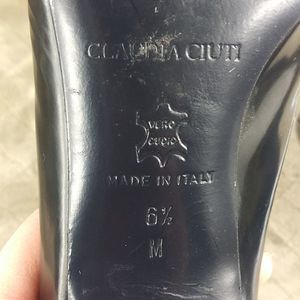 CLAUDIA CIUTI
VERO
CUOIO
MADE IN ITALY
6½
M